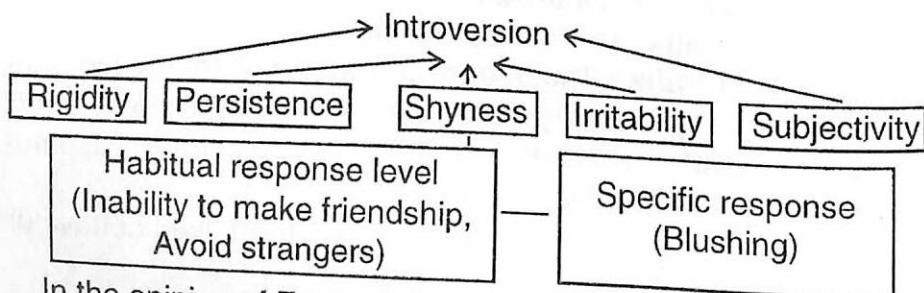 Introversion
Rigidity Persistence Shyness Irritability Subjectivity
Habitual response level
(Inability to make friendship,
Avoid strangers)
Specific response
(Blushing)
In the opinion of